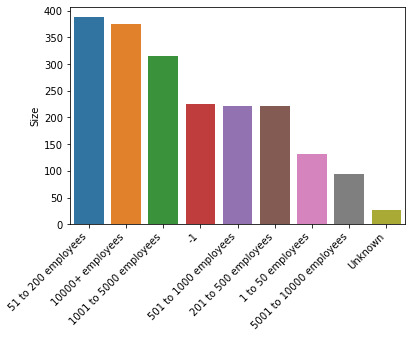 400
350
300
250
200
150
100
50
0
Size
51 to 200 employees
10000+ employees
1001 to 5000 employees
-1
501 to 1000 employees
201 to 500 employees
1 to 50 employees
5001 to 10000 employees
Unknown